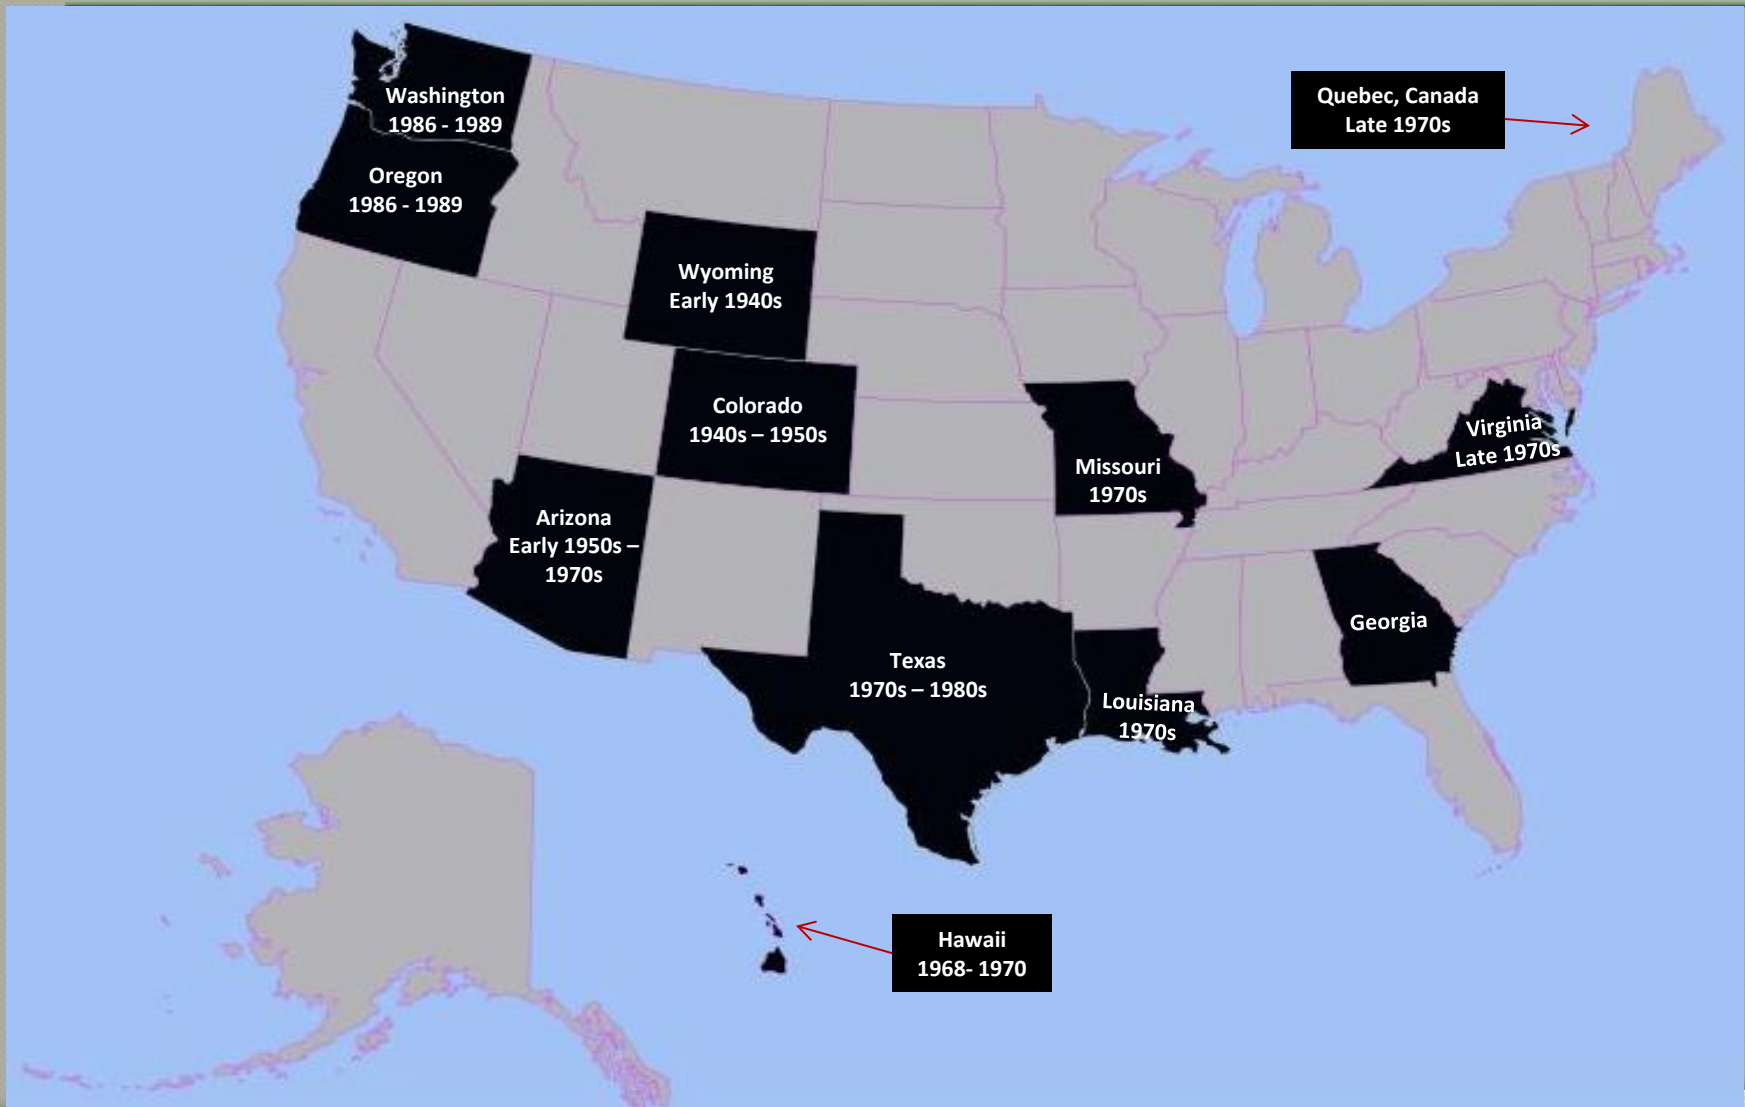 Washington
1986 - 1989
Quebec, Canada
Late 1970s
Oregon
1986 - 1989
Wyoming
Early 1940s
Colorado
1940s – 1950s
Virginia
Late 1970s
Missouri
1970s
Arizona
Early 1950s –
1970s
Georgia
Texas
1970s – 1980s
Louisiana
1970s
Hawaii
1968- 1970